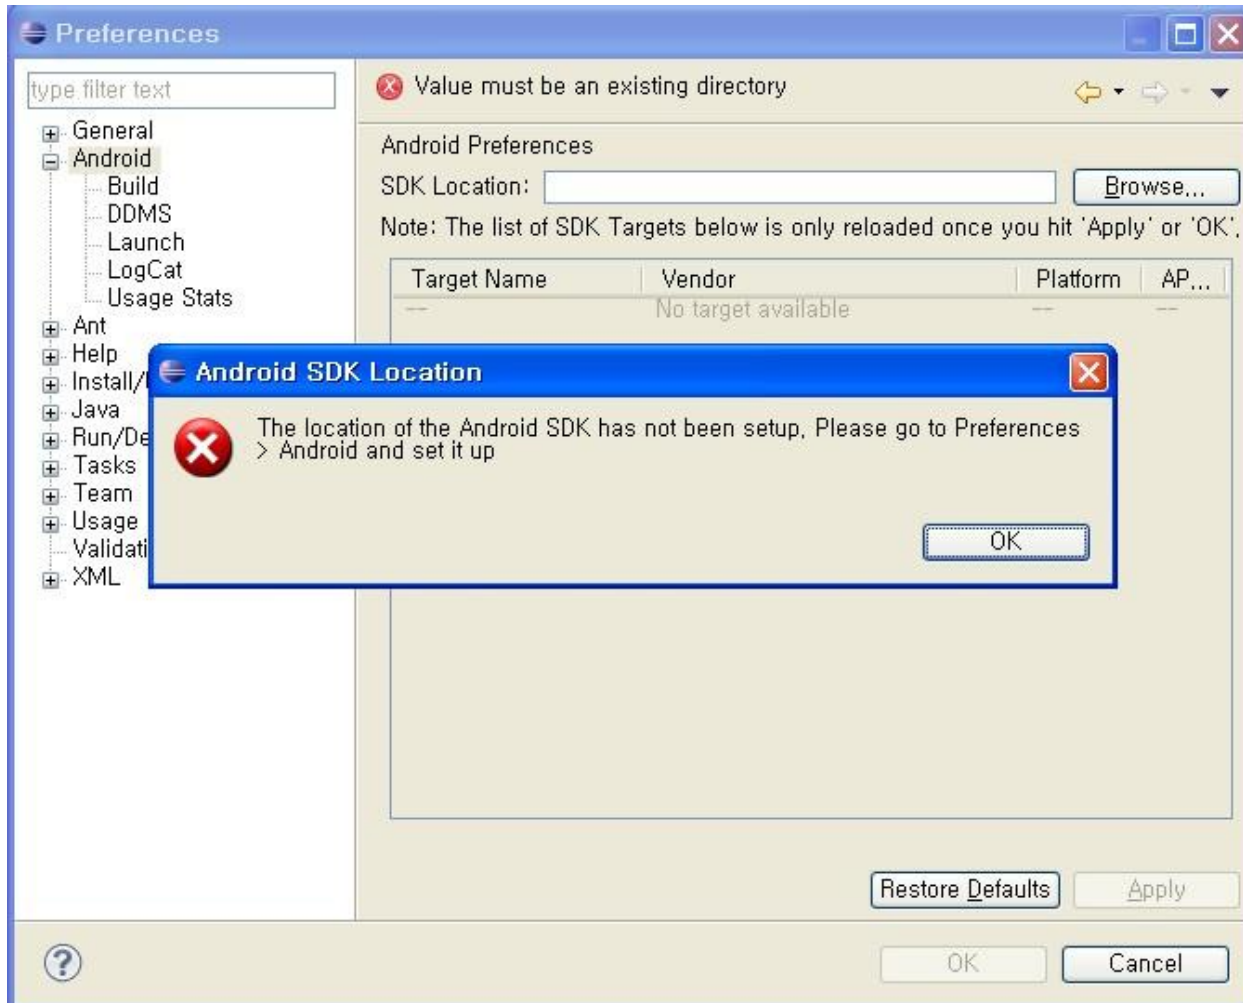 Preferences
type filter text
Value must be an existing directory
General
Android
Build
DDMS
Launch
LogCat
Usage Stats
Ant
Help
Install/
Java
Run/De
Tasks
Team
Usage
Validati
XML
Android Preferences
SDK Location:
Browse...
Note: The list of SDK Targets below is only reloaded once you hit 'Apply' or 'OK'.
Target Name Vendor Platform AP...
-- No target available -- --
Android SDK Location
The location of the Android SDK has not been setup. Please go to Preferences
> Android and set it up
OK
Restore Defaults Apply
OK Cancel